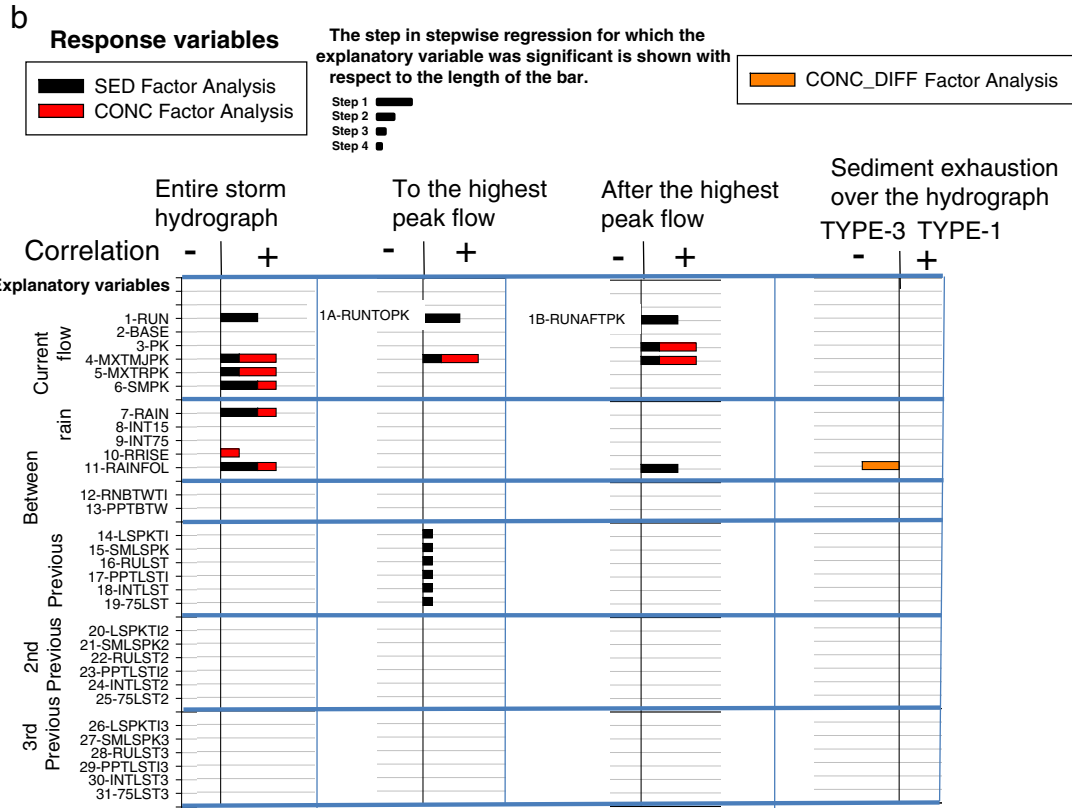 b
Response variables
SED Factor Analysis
CONC Factor Analysis
The step in stepwise regression for which the
explanatory variable was significant is shown with
respect to the length of the bar.
Step 1
Step 2
Step 3
Step 4
CONC_DIFF Factor Analysis
Entire storm
hydrograph
To the highest
peak flow
After the highest
peak flow
Sediment exhaustion
over the hydrograph
TYPE-3 TYPE-1
Correlation - +
- +
- +
- +
Explanatory variables
Current
flow
1-RUN
1A-RUNTOPK
1B-RUNAFTPK
2-BASE
3-PK
4-MXTMJPK
5-MXTRPK
6-SMPK
rain
7-RAIN
8-INT15
9-INT75
10-RRISE
11-RAINFOL
Between
12-RNBTWTI
13-PPTBTW
Previous
14-LSPKTI
15-SMLSPK
16-RULST
17-PPTLSTI
18-INTLST
19-75LST
2nd
Previous
20-LSPKTI2
21-SMLSPK2
22-RULST2
23-PPTLSTI2
24-INTLST2
25-75LST2
3rd
Previous
26-LSPKTI3
27-SMLSPK3
28-RULST3
29-PPTLSTI3
30-INTLST3
31-75LST3